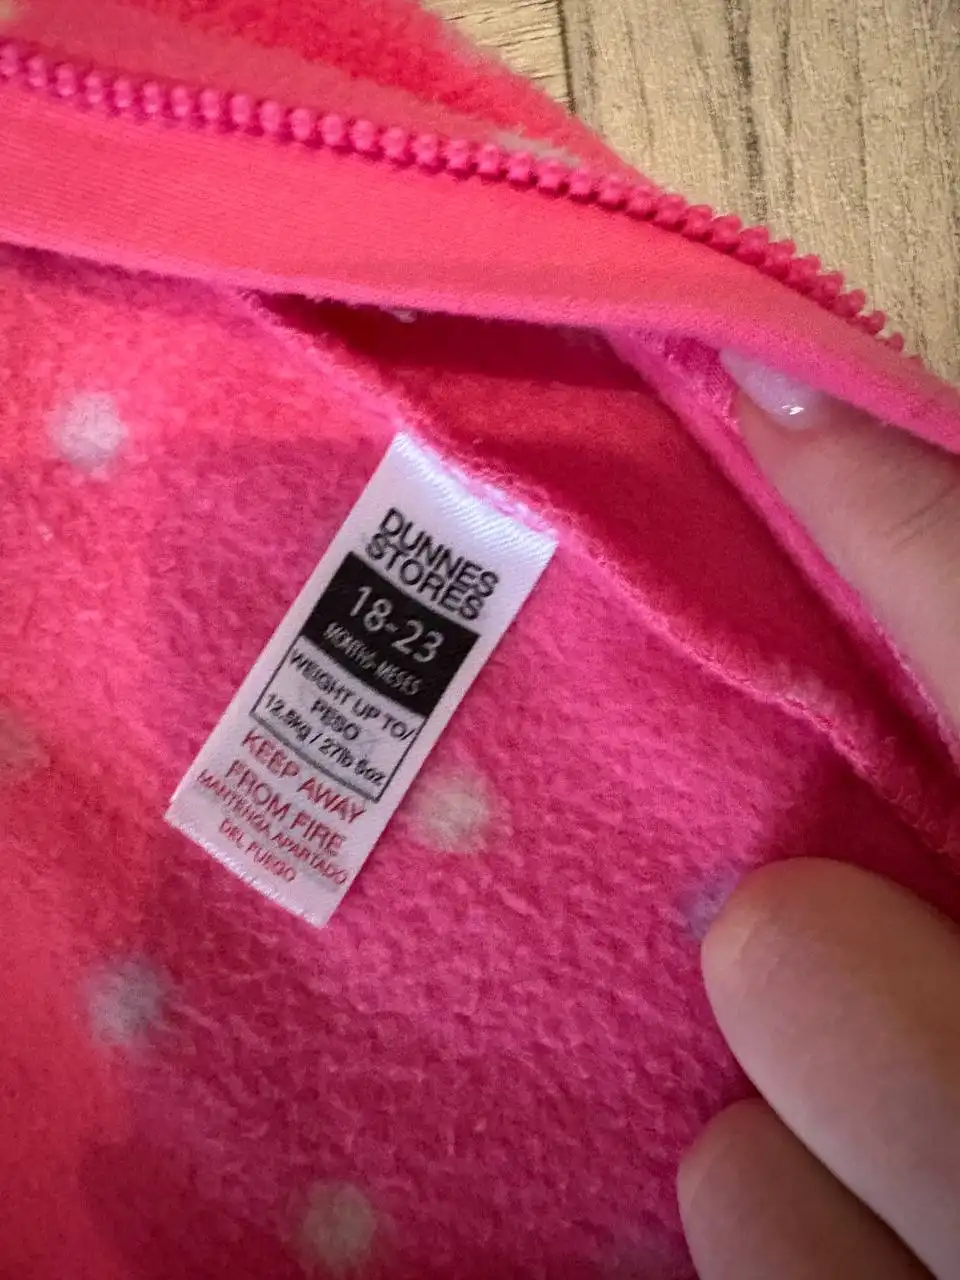 DUNNES
STORES
18-23
MONTHS-MESES
WEIGHT UP TO/
PESO
12.5kg / 27lb 5oz
KEEP AWAY
FROM FIRE
MANTENGA APARTADO
DEL FUEGO